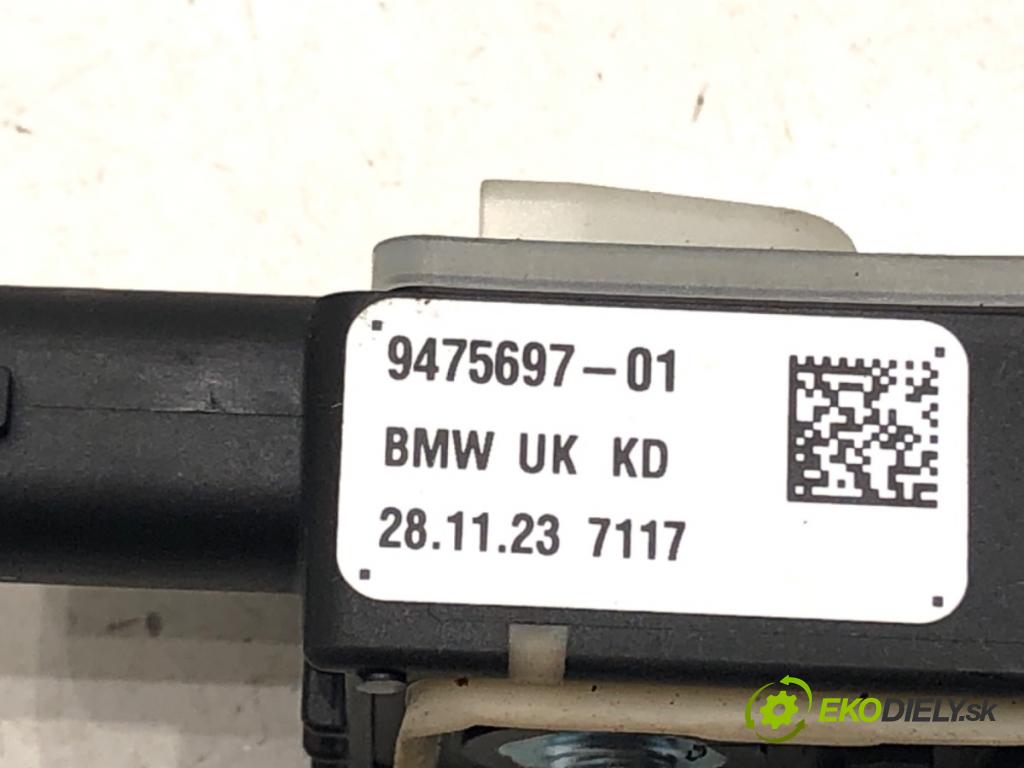 9475697-01
BMW UK KD
28.11.23 7117
EKODIELY.sk